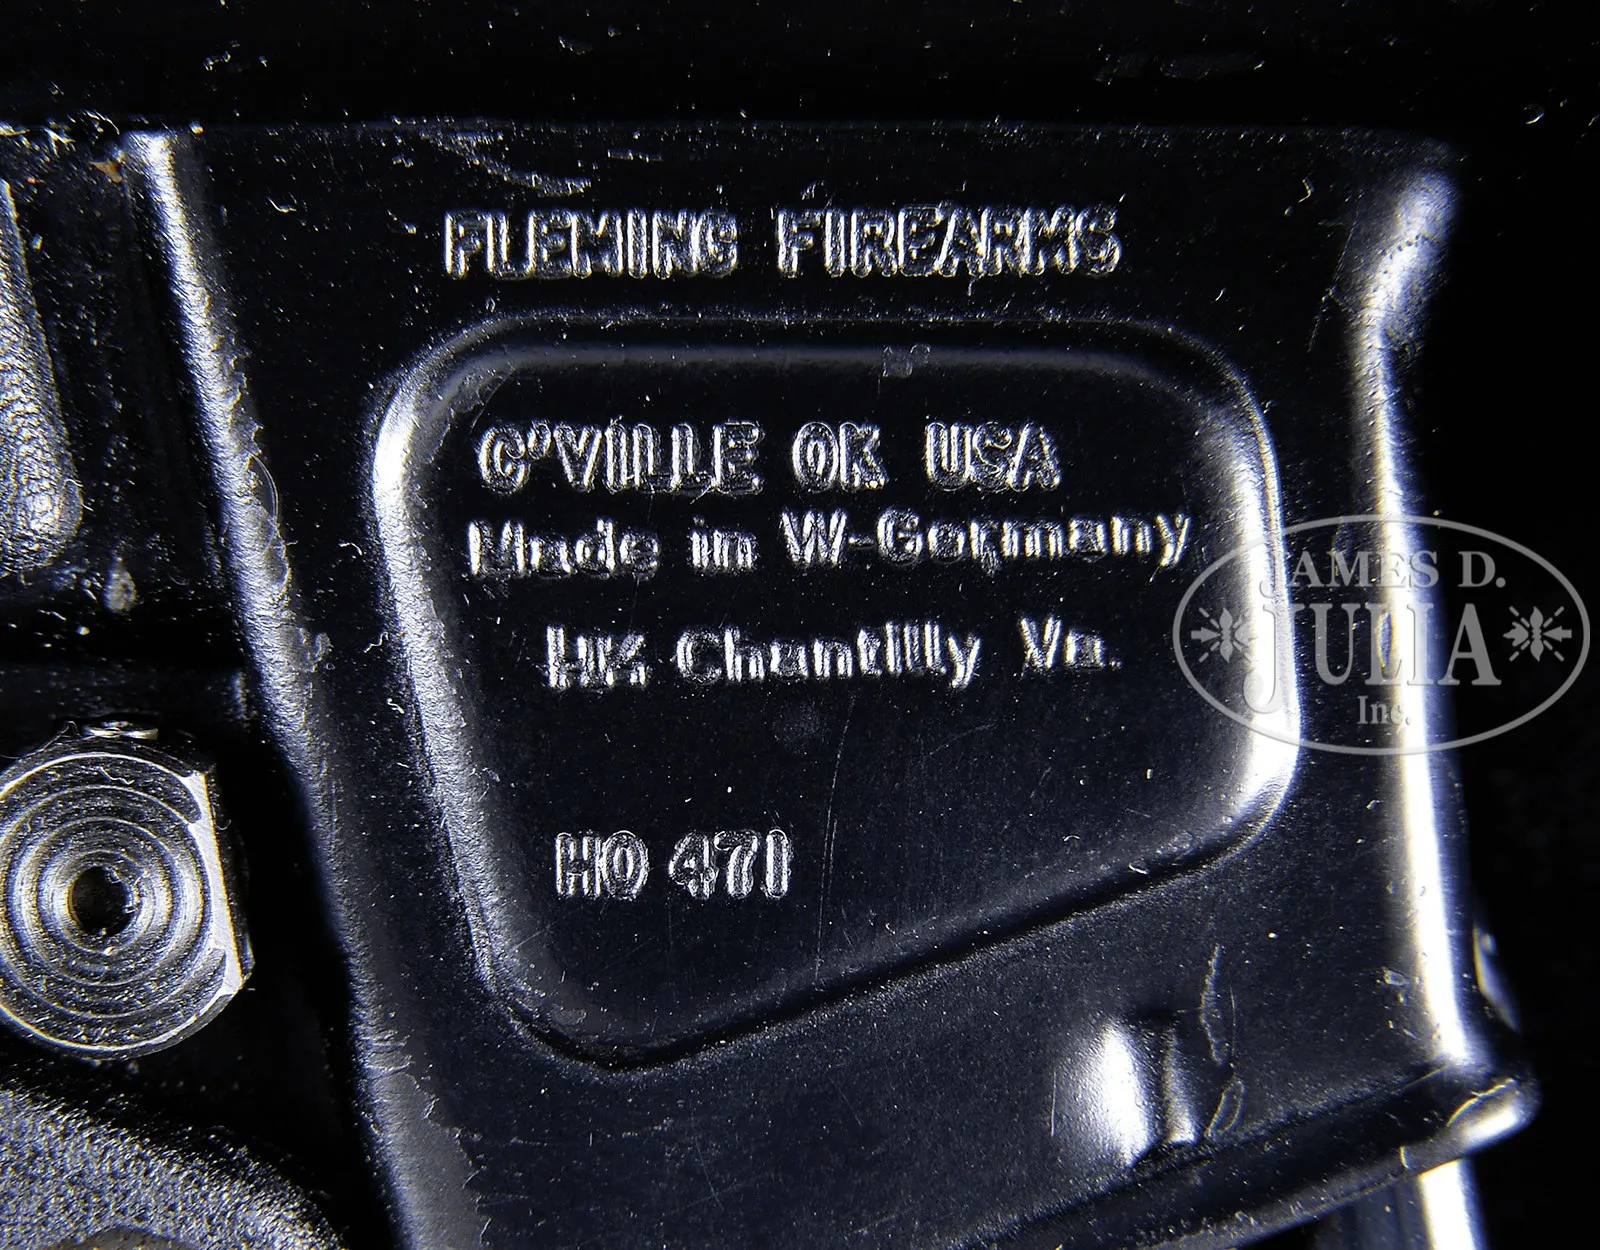 FLEMING FIREARMS
C'VILLE OK USA
Made in W-Germany
HK Chantilly Va.
HO 471
JAMES D.
JULIA
Inc.